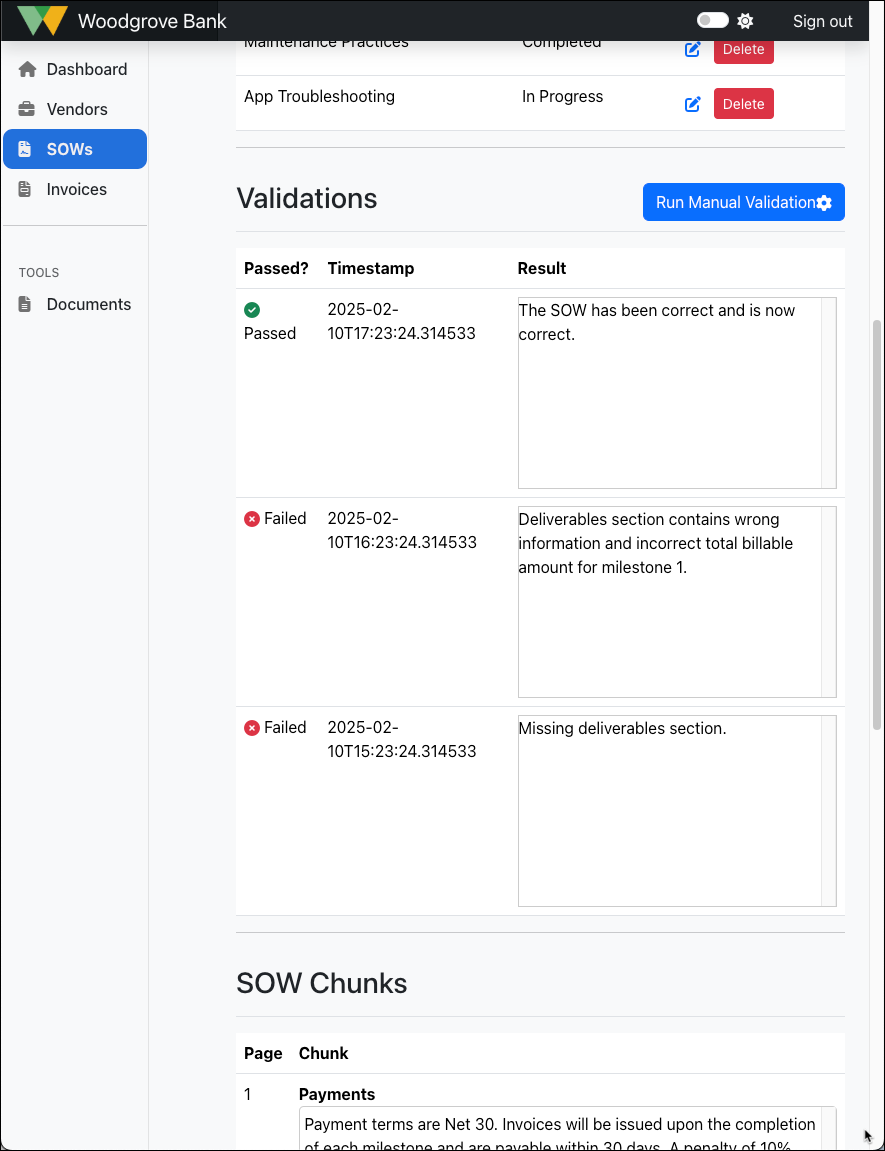 Woodgrove Bank
Sign out
Dashboard
Vendors
SOWs
Invoices
TOOLS
Documents
Maintenance Practices Completed Delete
App Troubleshooting In Progress Delete
Validations
Run Manual Validation
Passed? Timestamp Result
Passed
2025-02-
10T17:23:24.314533
The SOW has been correct and is now
correct.
Failed
2025-02-
10T16:23:24.314533
Deliverables section contains wrong
information and incorrect total billable
amount for milestone 1.
Failed
2025-02-
10T15:23:24.314533
Missing deliverables section.
SOW Chunks
Page Chunk
1 Payments
Payment terms are Net 30. Invoices will be issued upon the completion
of each milestone and are payable within 30 days. A penalty of 10%